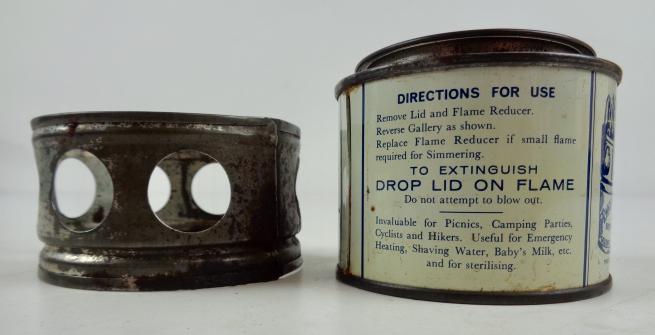 DIRECTIONS FOR USE
Remove Lid and Flame Reducer.
Reverse Gallery as shown.
Replace Flame Reducer if small flame
required for Simmering.
TO EXTINGUISH
DROP LID ON FLAME
Do not attempt to blow out.
Invaluable for Picnics, Camping Parties,
Cyclists and Hikers. Useful for Emergency
Heating, Shaving Water, Baby's Milk, etc.
and for sterilising.